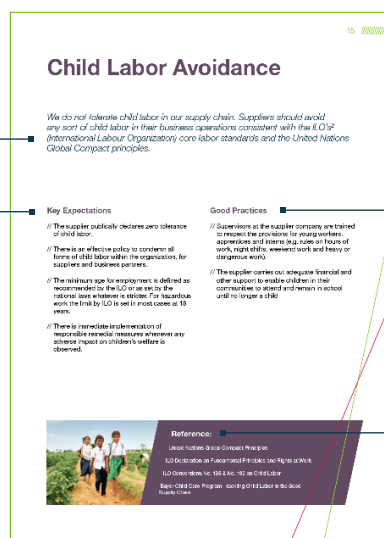 15
Child Labor Avoidance
We do not tolerate child labor in our supply chain. Suppliers should avoid
any sort of child labor in their business operations consistent with the ILO's²
(International Labour Organization) core labor standards and the United Nations
Global Compact principles.
Key Expectations
// The supplier publically declares zero tolerance
of child labor.
// There is an effective policy to condemn all
forms of child labor within the organization, for
suppliers and business partners.
// The minimum age for employment is defined as
recommended by the ILO or as set by the
national laws whatever is stricter. For hazardous
work the limit by ILO is set in most cases at 18
years.
// There is immediate implementation of
responsible remedial measures whenever any
adverse impact on children's welfare is
observed.
Good Practices
// Supervisors at the supplier company are trained
to respect the provisions for young workers,
apprentices and interns (e.g. rules on hours of
work, night shifts, weekend work and heavy or
dangerous work).
// The supplier carries out adequate financial and
other support to enable children in their
communities to attend and remain in school
until no longer a child
Reference:
United Nations Global Compact Principles
ILO Declaration on Fundamental Principles and Rights at Work
ILO Conventions No. 138 & No. 182 on Child Labor
Bayer Child Care Program - tackling Child Labor in the Seed
Supply Chain